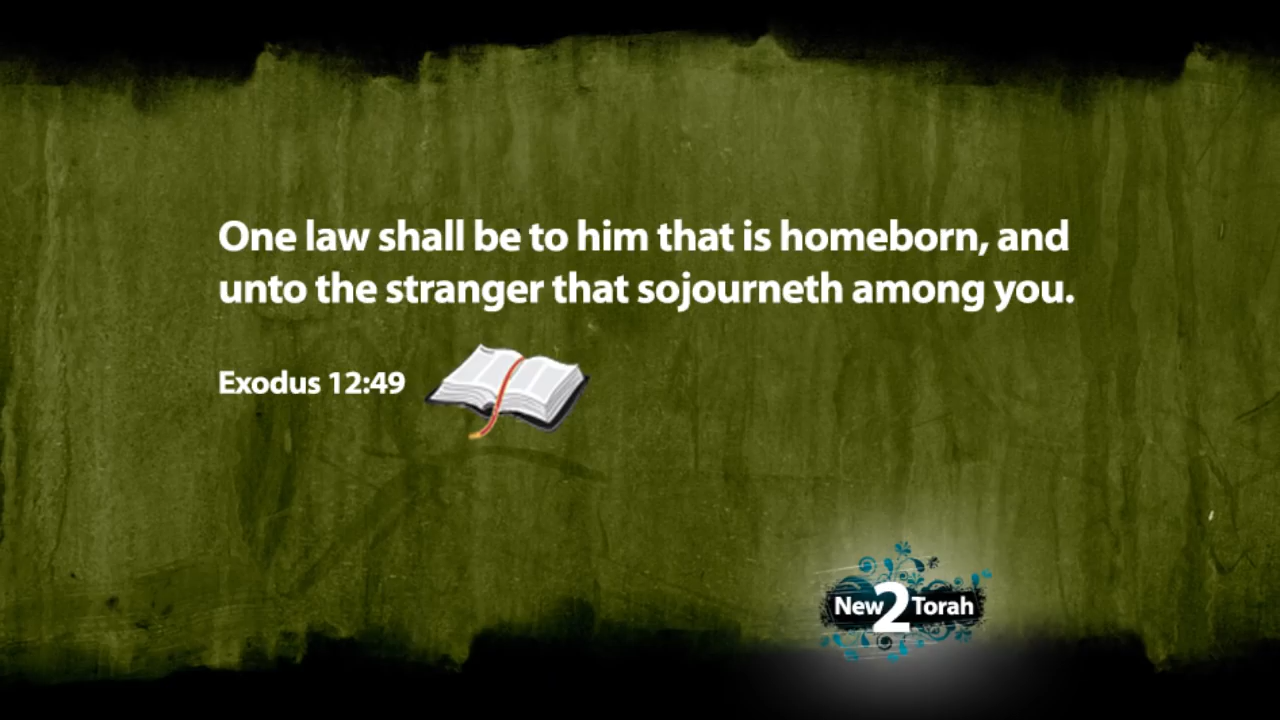 One law shall be to him that is homeborn, and
unto the stranger that sojourneth among you.
Exodus 12:49
New2Torah